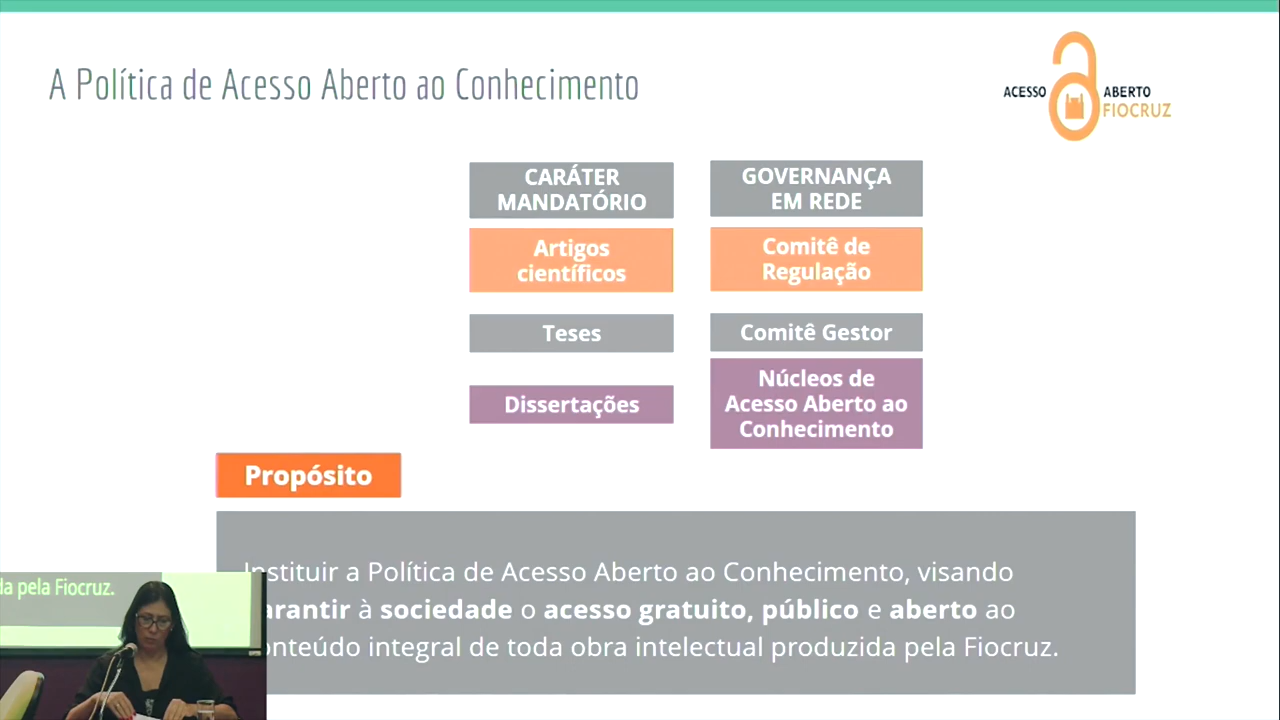 A Política de Acesso Aberto ao Conhecimento
ACESSO
ABERTO
FIOCRUZ
CARÁTER
MANDATÓRIO
Artigos
científicos
Teses
Dissertações
GOVERNANÇA
EM REDE
Comitê de
Regulação
Comitê Gestor
Núcleos de
Acesso Aberto ao
Conhecimento
Propósito
Instituir a Política de Acesso Aberto ao Conhecimento, visando
arantir à sociedade o acesso gratuito, público e aberto ao
onteúdo integral de toda obra intelectual produzida pela Fiocruz.
da pela Fiocruz.